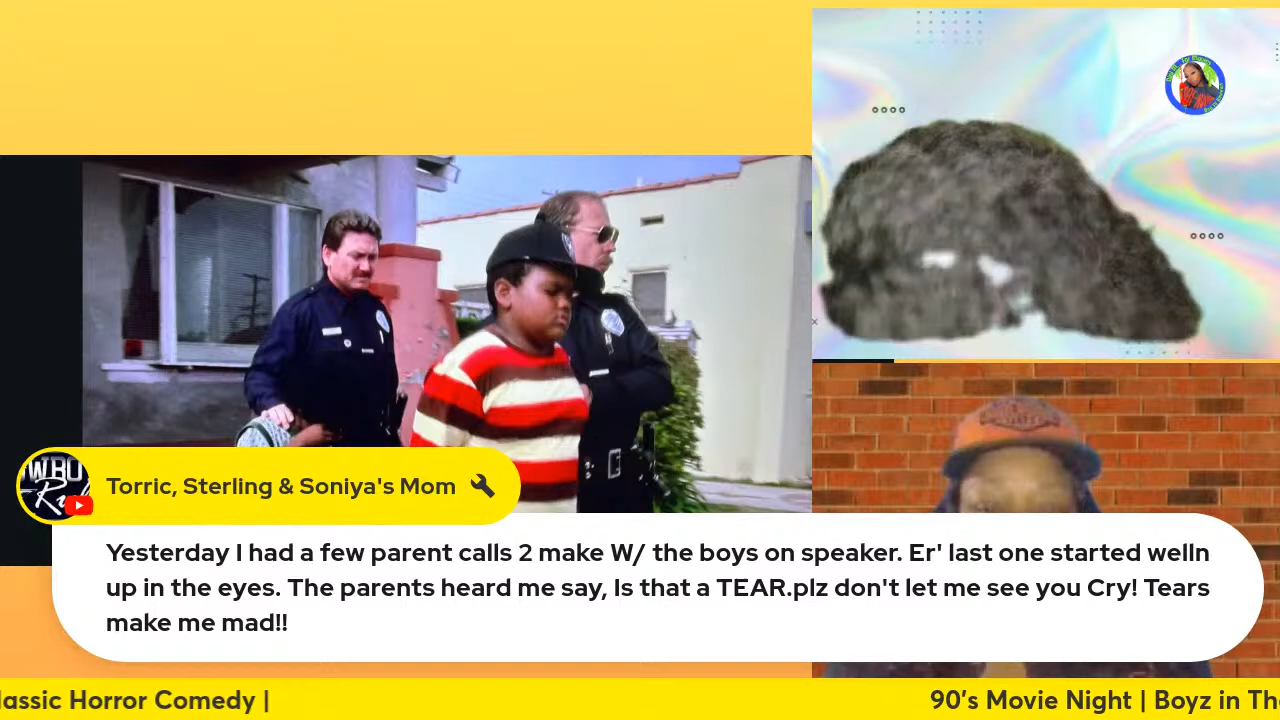 Torric, Sterling & Soniya's Mom
Yesterday I had a few parent calls 2 make W/ the boys on speaker. Er' last one started welln
up in the eyes. The parents heard me say, Is that a TEAR.plz don't let me see you Cry! Tears
make me mad!!
lassic Horror Comedy |
90's Movie Night | Boyz in Th